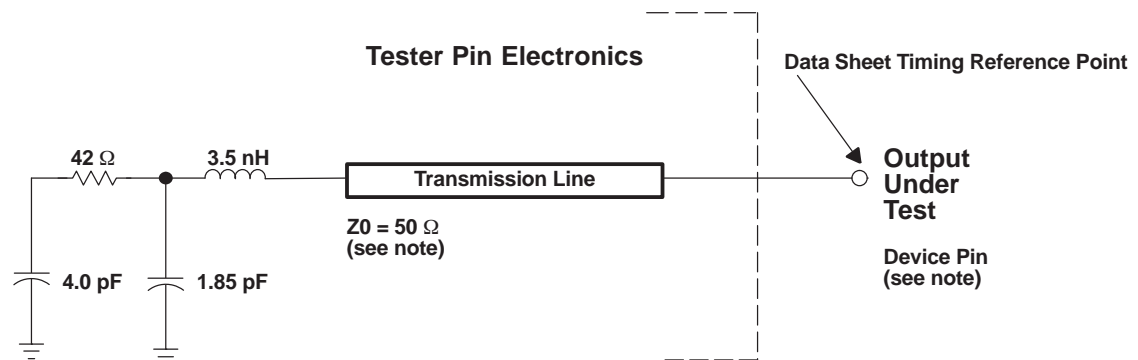 Tester Pin Electronics
Data Sheet Timing Reference Point
42 Ω
3.5 nH
Transmission Line
Output
Under
Test
Z0 = 50 Ω
(see note)
Device Pin
(see note)
4.0 pF
1.85 pF